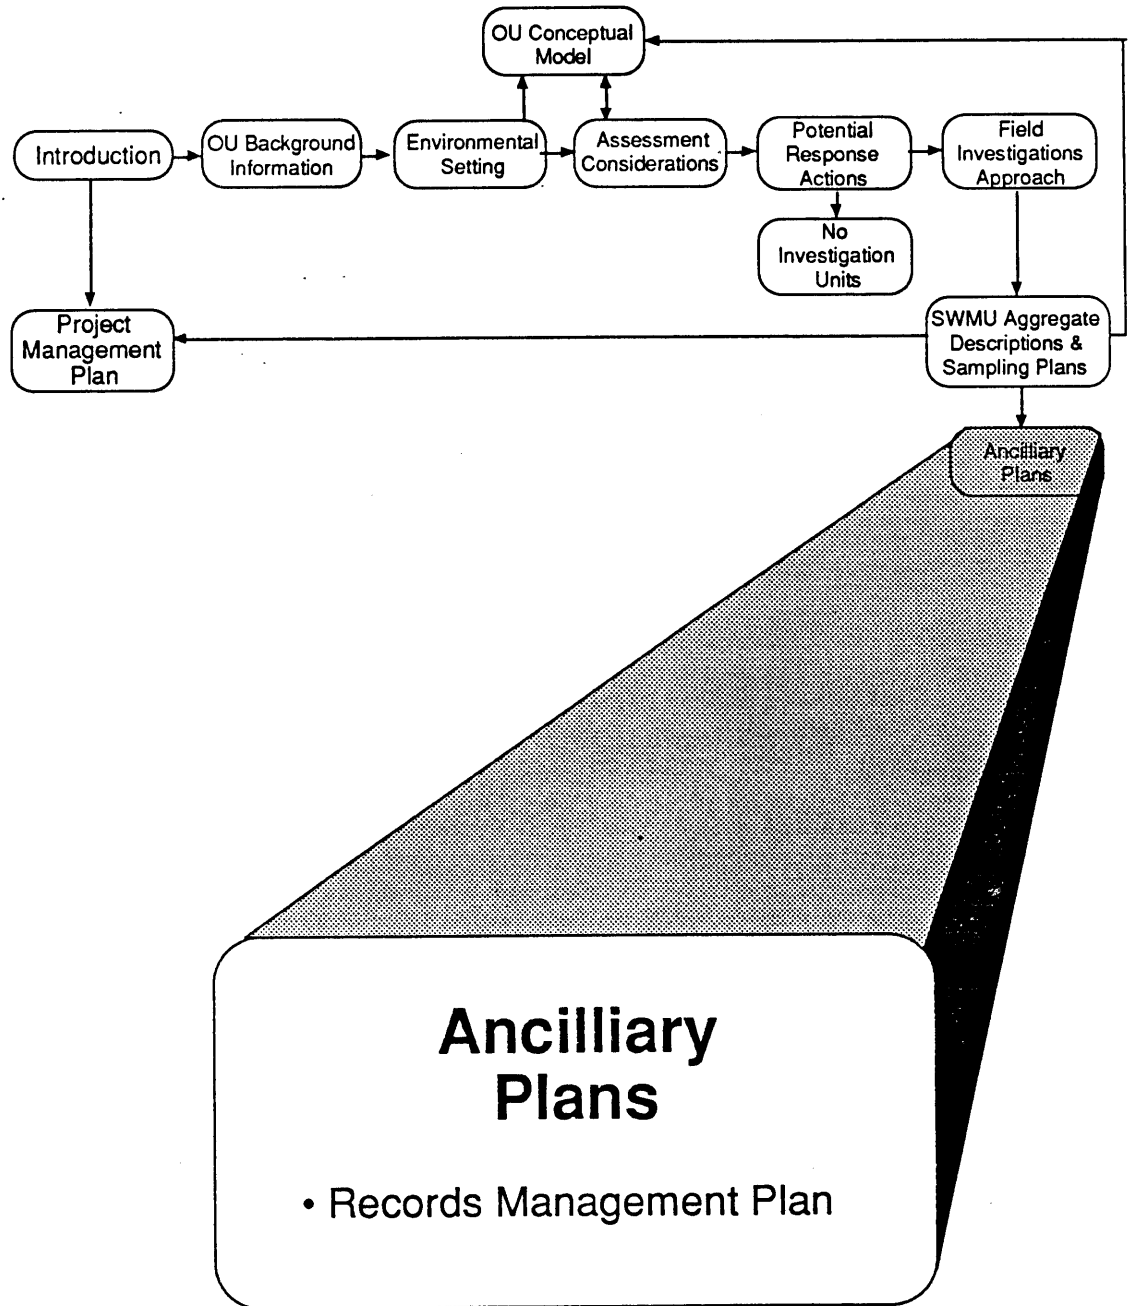 OU Conceptual
Model
Introduction
OU Background
Information
Environmental
Setting
Assessment
Considerations
Potential
Response
Actions
Field
Investigations
Approach
No
Investigation
Units
Project
Management
Plan
SWMU Aggregate
Descriptions &
Sampling Plans
Ancilliary
Plans
Ancilliary
Plans
• Records Management Plan